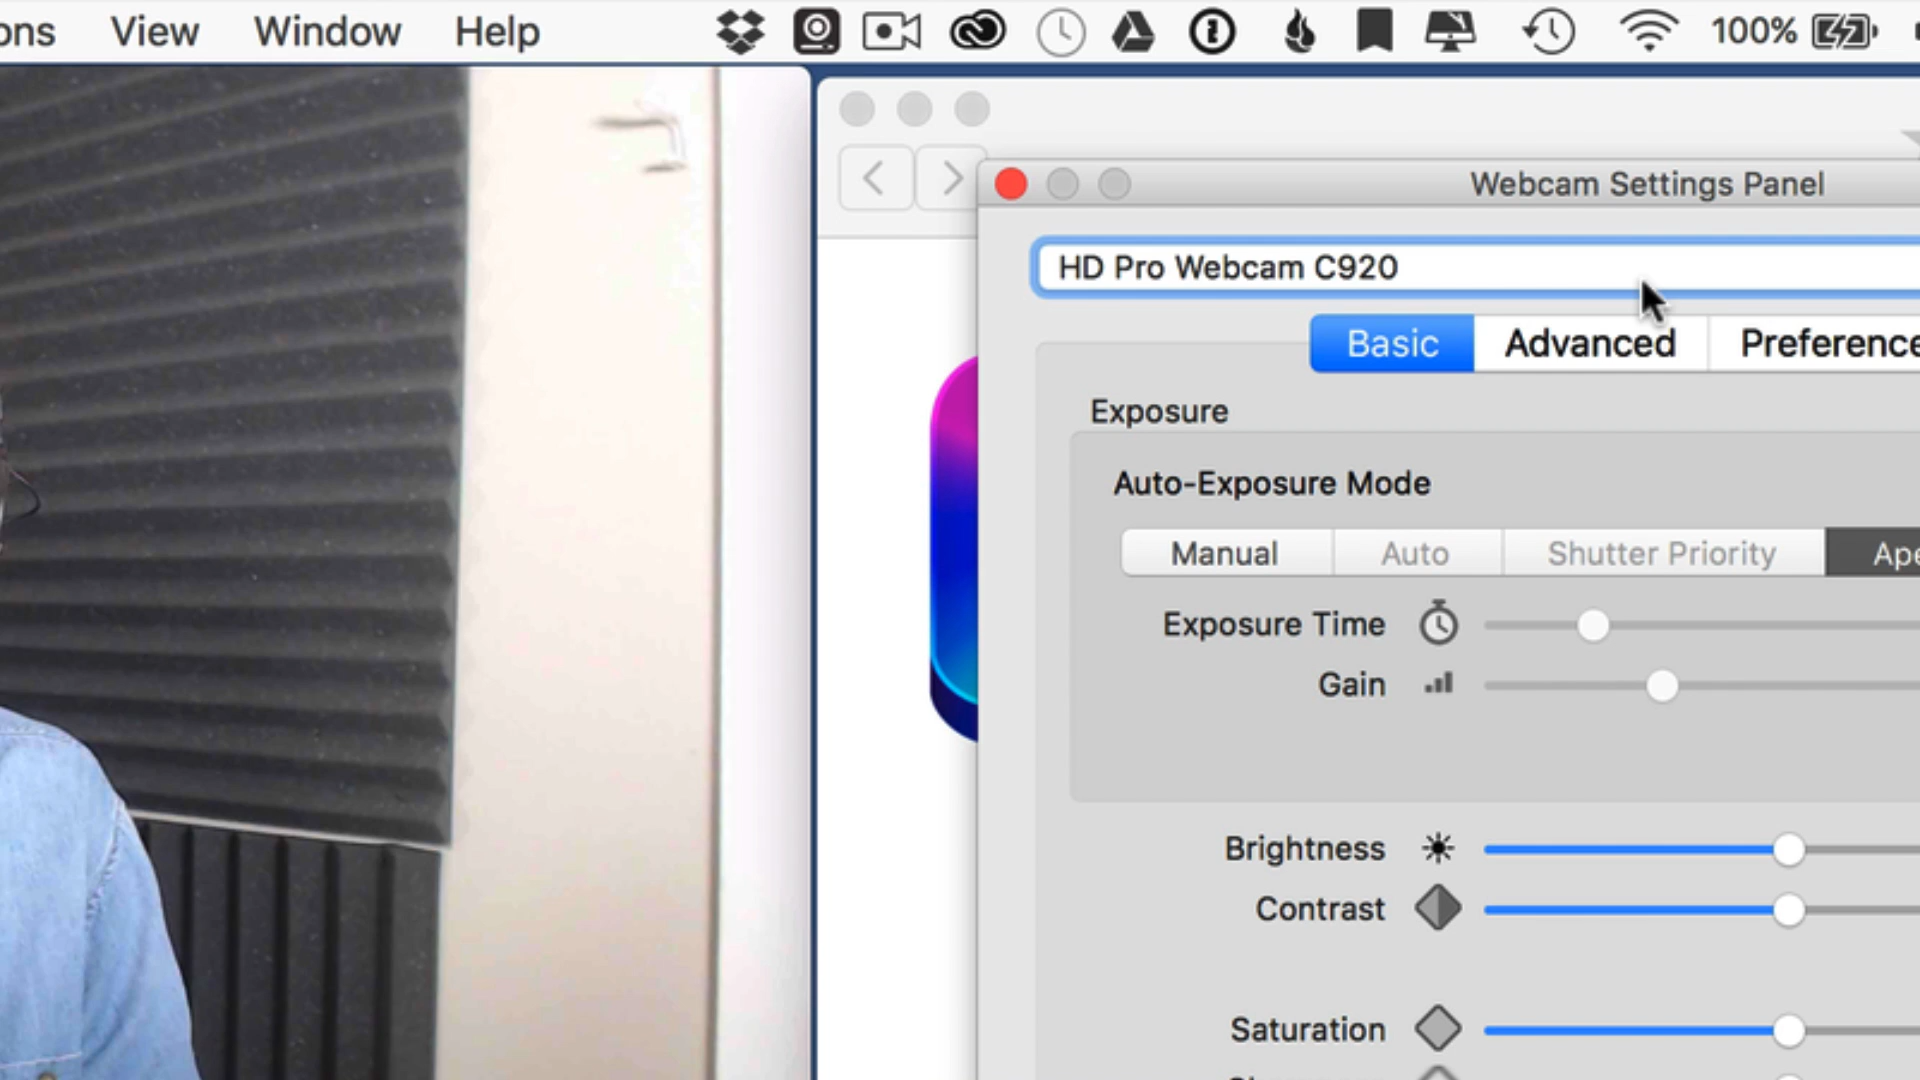 ons View Window Help 100%
Webcam Settings Panel
HD Pro Webcam C920
Basic Advanced Preference
Exposure
Auto-Exposure Mode
Manual Auto Shutter Priority Ape
Exposure Time
Gain
Brightness
Contrast
Saturation